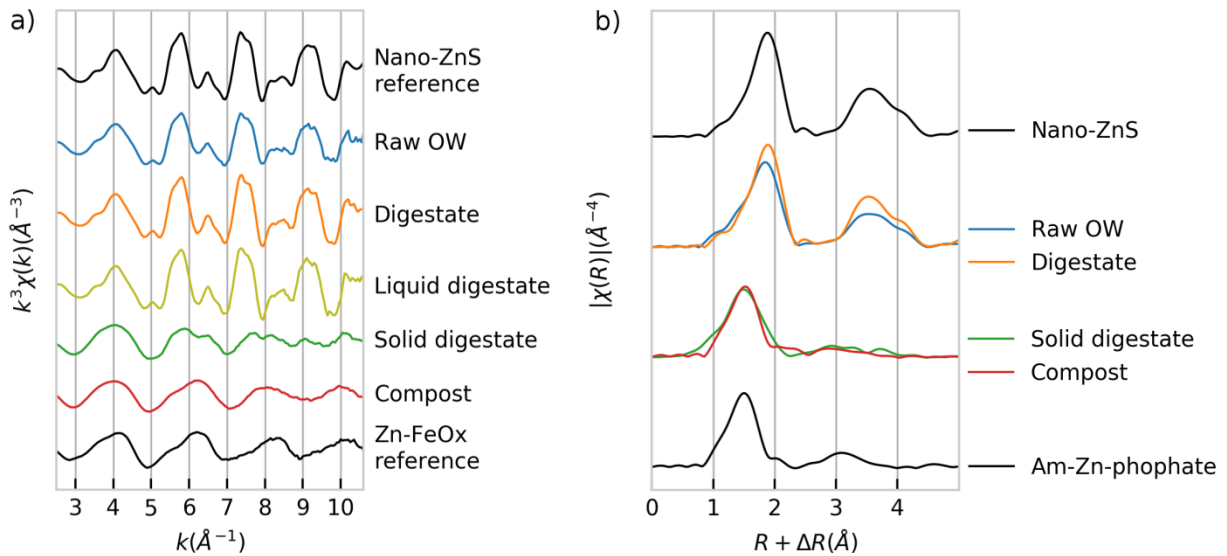 a)
k³χ(k)(Å⁻³)
Nano-ZnS
reference
Raw OW
Digestate
Liquid digestate
Solid digestate
Compost
Zn-FeOx
reference
3 4 5 6 7 8 9 10
k(Å⁻¹)
b)
|χ(R)|(Å⁻⁴)
Nano-ZnS
Raw OW
Digestate
Solid digestate
Compost
Am-Zn-phophate
0 1 2 3 4
R + ΔR(Å)